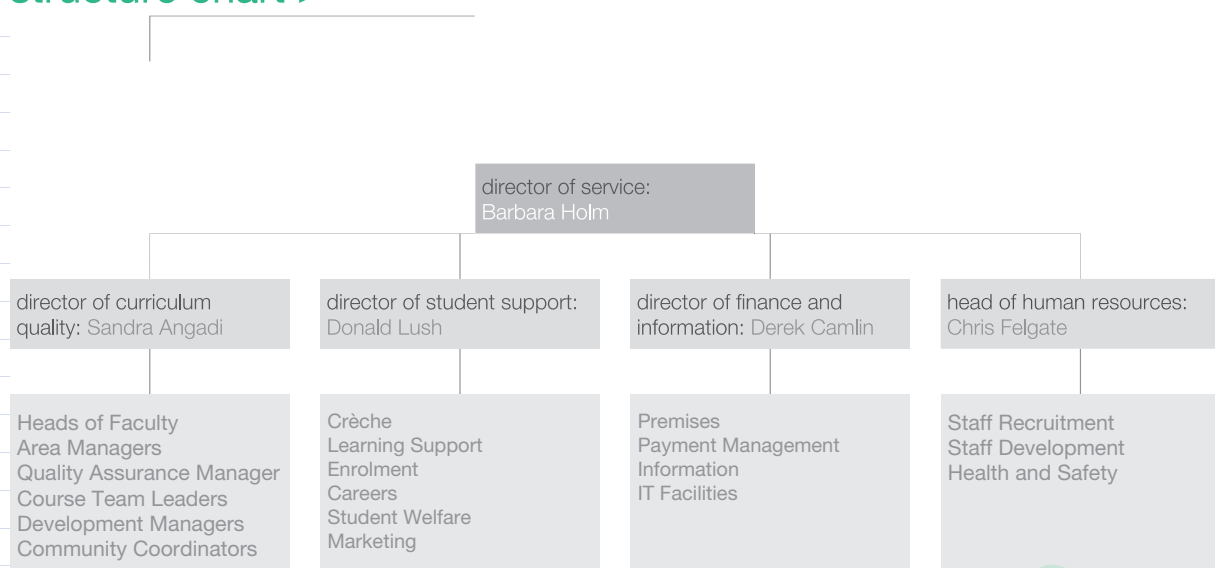 structure chart >
director of service:
Barbara Holm
director of curriculum
quality: Sandra Angadi
director of student support:
Donald Lush
director of finance and
information: Derek Camlin
head of human resources:
Chris Felgate
Heads of Faculty
Area Managers
Quality Assurance Manager
Course Team Leaders
Development Managers
Community Coordinators
Crèche
Learning Support
Enrolment
Careers
Student Welfare
Marketing
Premises
Payment Management
Information
IT Facilities
Staff Recruitment
Staff Development
Health and Safety